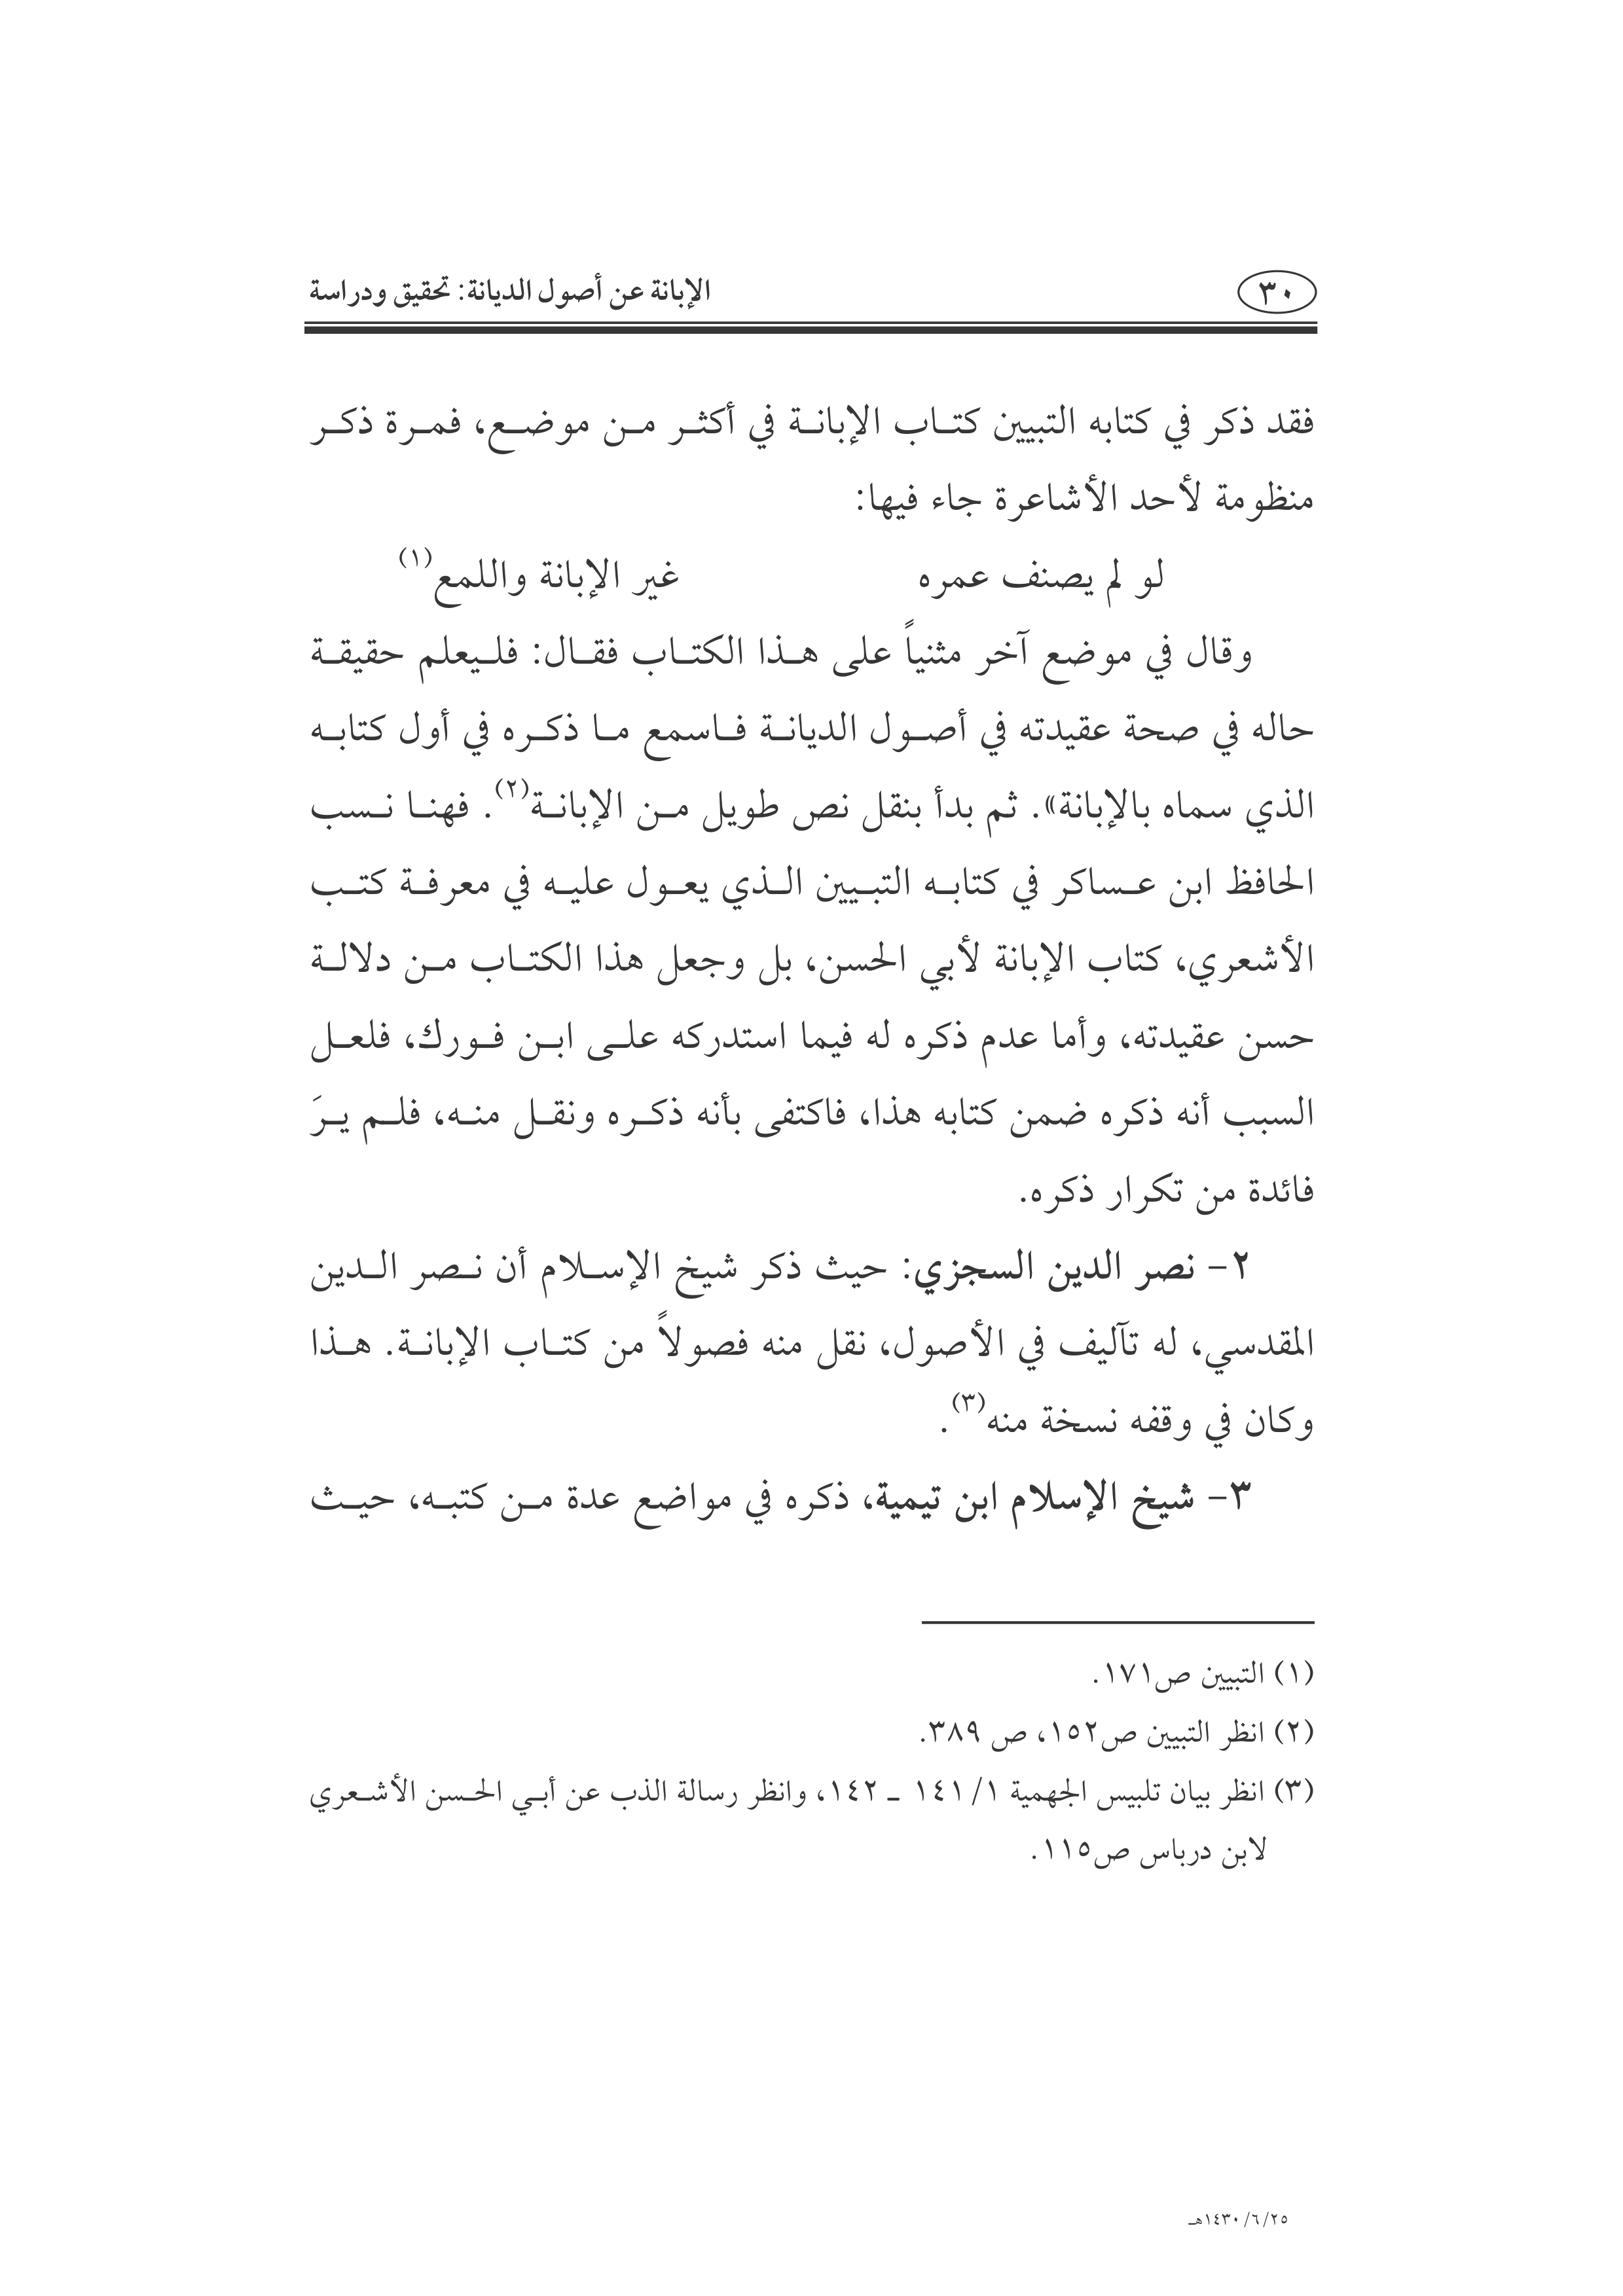 ٣٠
الإبانة عن أصول الديانة: تحقيق ودراسة
فقد ذكر في كتابه التبيين كتاب الإبانة في أكثر من موضع، فمرة ذكر
منظومة لأحد الأشاعرة جاء فيها:
لو لم يصنف عمره غير الإبانة واللمع(١)
وقال في موضع آخر مثنياً على هذا الكتاب فقال: فليعلم حقيقة
حاله في صحة عقيدته في أصول الديانة فاسمع ما ذكره في أول كتابه
الذي سماه بالإبانة». ثم بدأ بنقل نص طويل من الإبانة(٢). فهنا نسب
الحافظ ابن عساكر في كتابه التبيين الذي يعول عليه في معرفة كتب
الأشعري، كتاب الإبانة لأبي الحسن، بل وجعل هذا الكتاب من دلالة
حسن عقيدته، وأما عدم ذكره له فيما استدركه على ابن فورك، فلعل
السبب أنه ذكره ضمن كتابه هذا، فاكتفى بأنه ذكره ونقل منه، فلم يرَ
فائدة من تكرار ذكره.
٢- نصر الدين السجزي: حيث ذكر شيخ الإسلام أن نصر الدين
المقدسي، له تآليف في الأصول، نقل منه فصولاً من كتاب الإبانة. هذا
وكان في وقفه نسخة منه(٣).
٣- شيخ الإسلام ابن تيمية، ذكره في مواضع عدة من كتبه، حيث
(١) التبيين ص١٧١.
(٢) انظر التبيين ص١٥٢، ص ٣٨٩.
(٣) انظر بيان تلبيس الجهمية ١/ ١٤١ ـ ١٤٢، وانظر رسالة الذب عن أبي الحسن الأشعري
لابن درباس ص١١٥.
٢٥/ ٦/ ١٤٣٠هـ